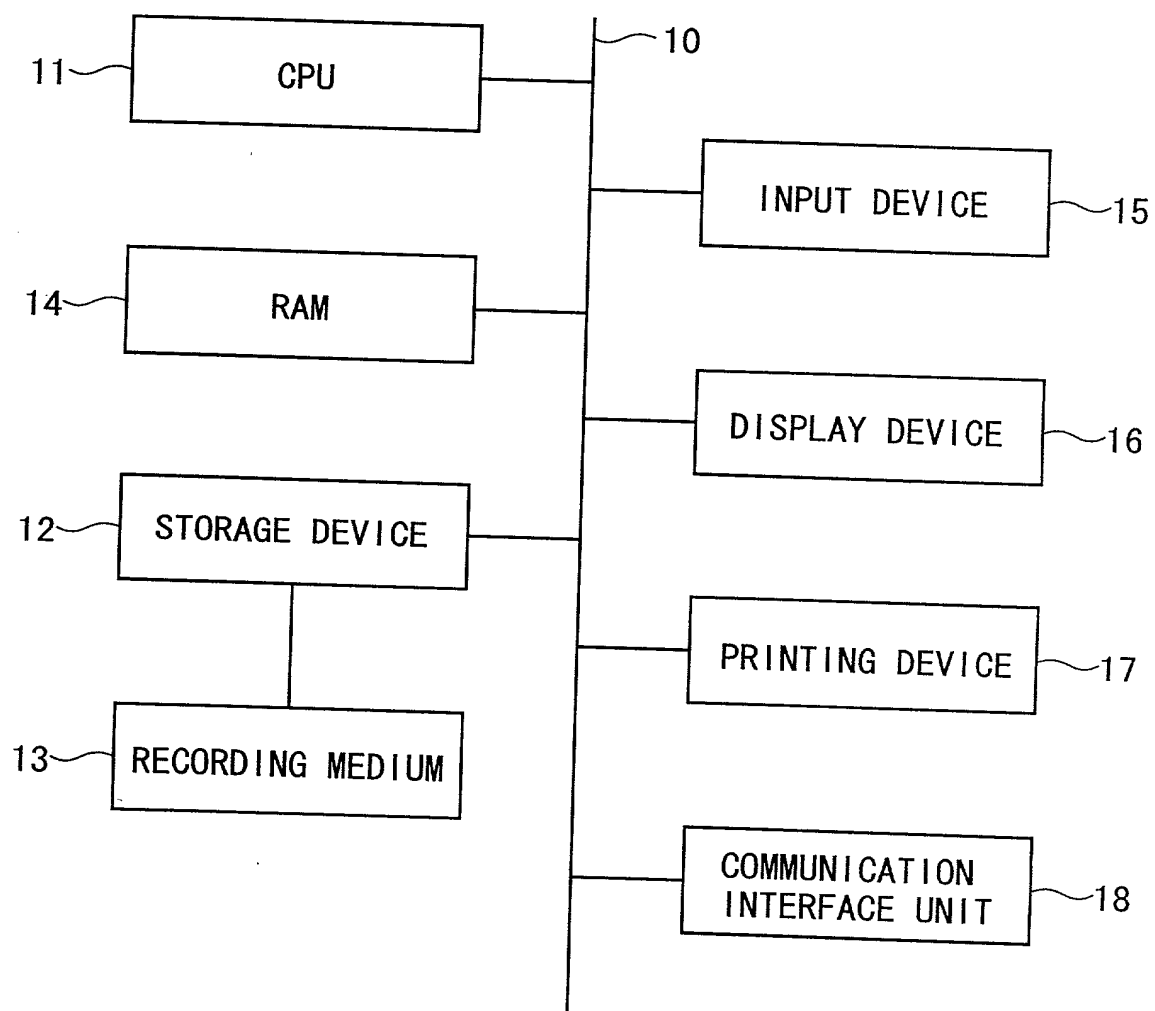 10
11
CPU
INPUT DEVICE
15
14
RAM
DISPLAY DEVICE
16
12
STORAGE DEVICE
PRINTING DEVICE
17
13
RECORDING MEDIUM
COMMUNICATION
INTERFACE UNIT
18